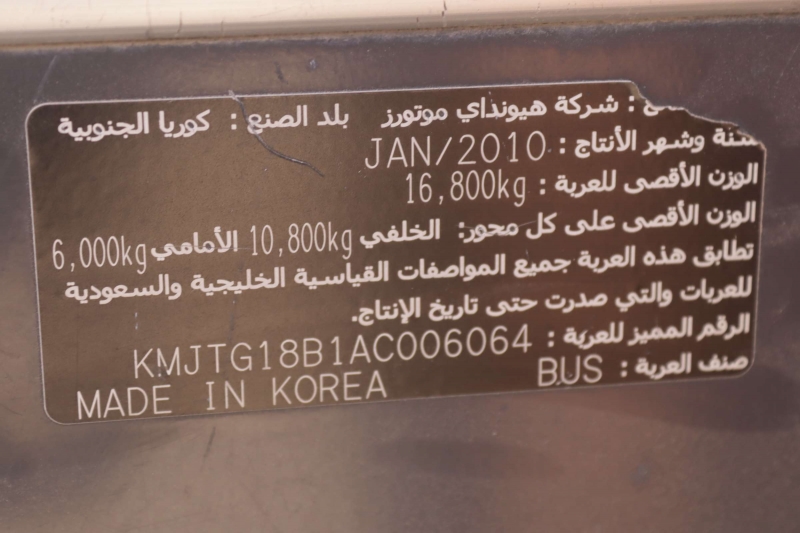 : شركة هيونداي موتورز بلد الصنع : كوريا الجنوبية
سنة وشهر الأنتاج : JAN/2010
الوزن الأقصى للعربة : 16,800kg
الوزن الأقصى على كل محور: الخلفي 10,800kg الأمامي 6,000kg
تطابق هذه العربة جميع المواصفات القياسية الخليجية والسعودية
للعربات والتي صدرت حتى تاريخ الإنتاج.
الرقم المميز للعربة : KMJTG18B1AC006064
صنف العربة : BUS
MADE IN KOREA